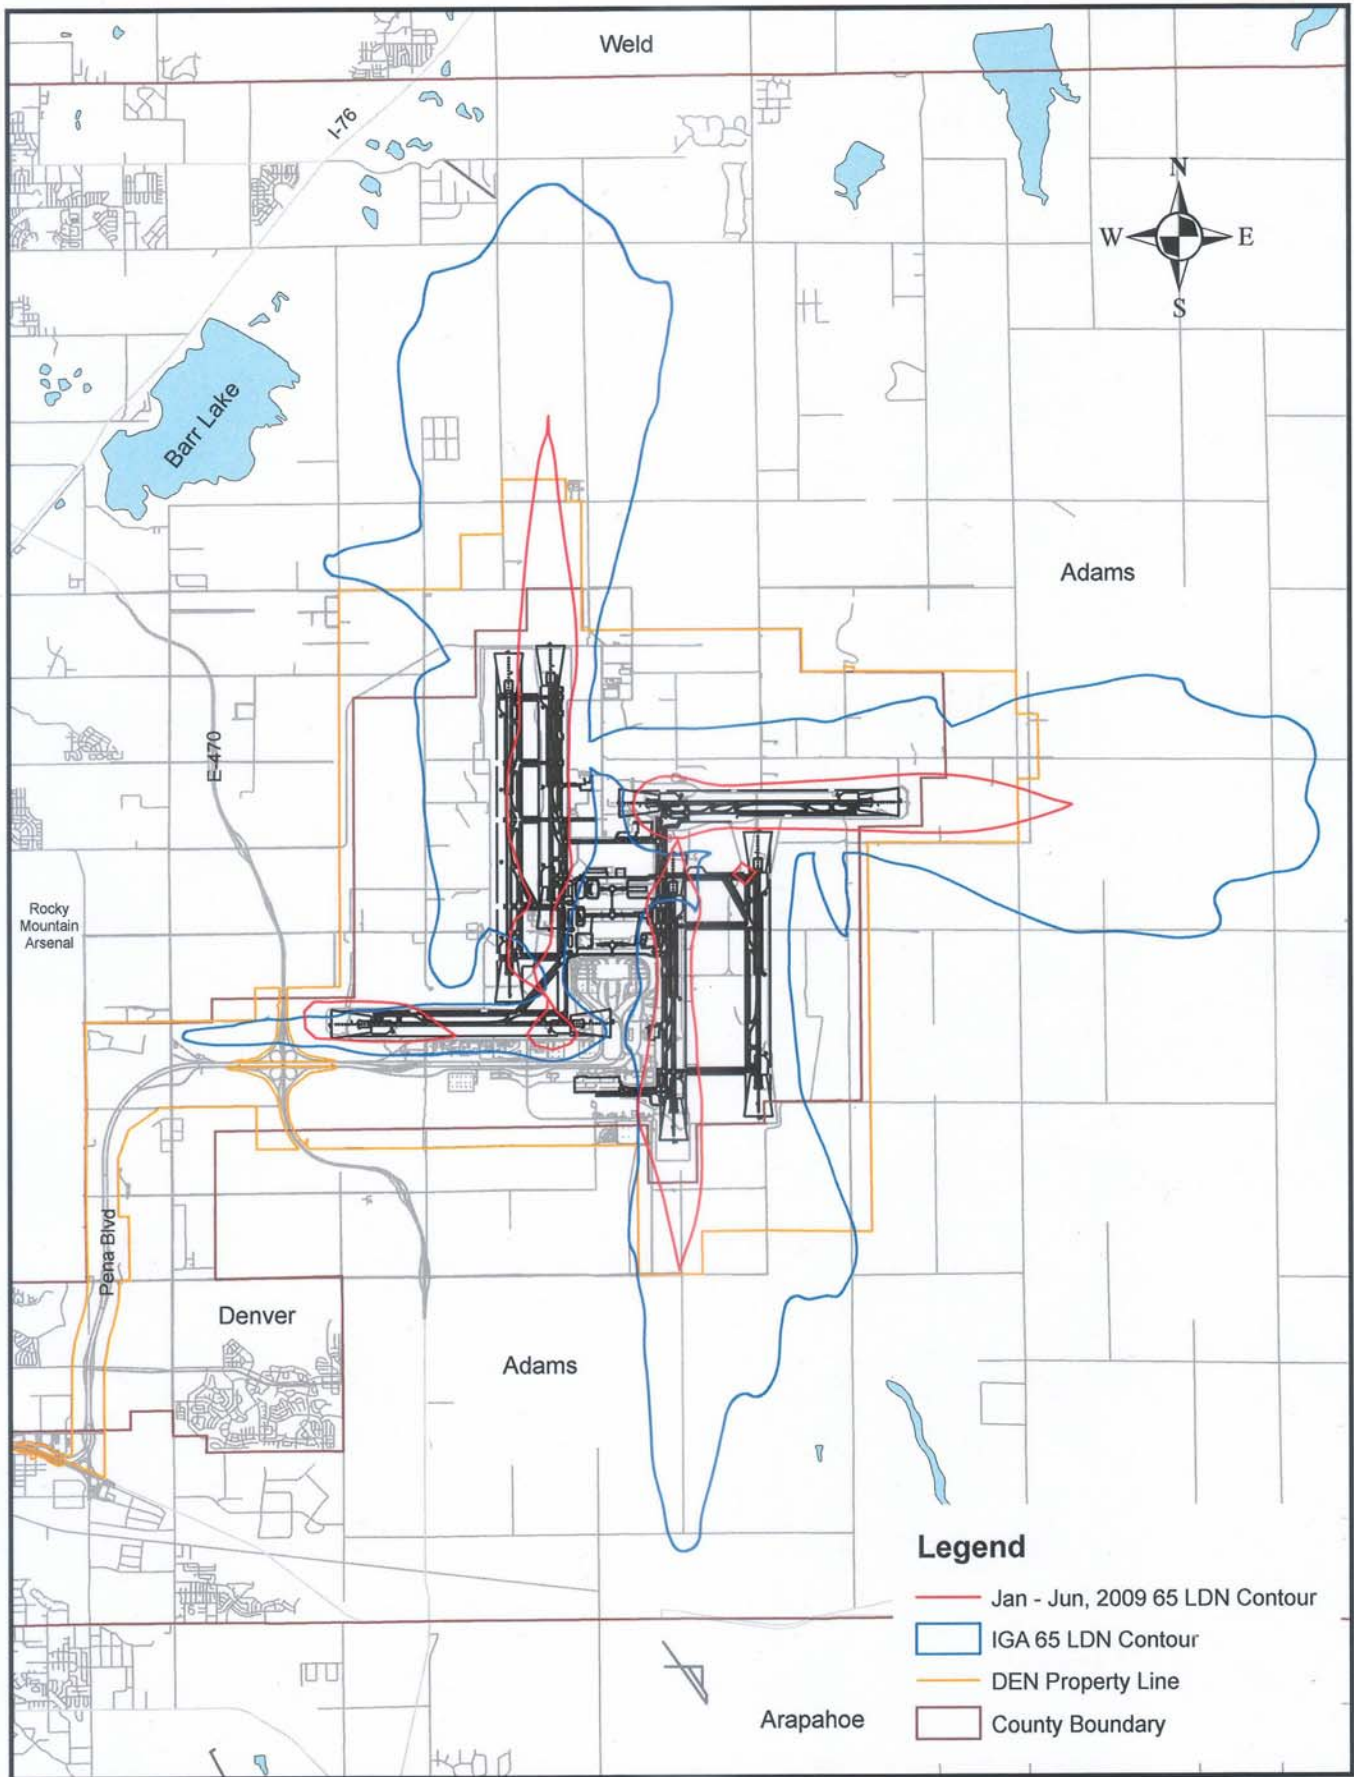 Weld
I-76
N
W
E
S
Barr Lake
Adams
E-470
Rocky
Mountain
Arsenal
Pena Blvd
Denver
Adams
Legend
Jan - Jun, 2009 65 LDN Contour
IGA 65 LDN Contour
DEN Property Line
County Boundary
Arapahoe